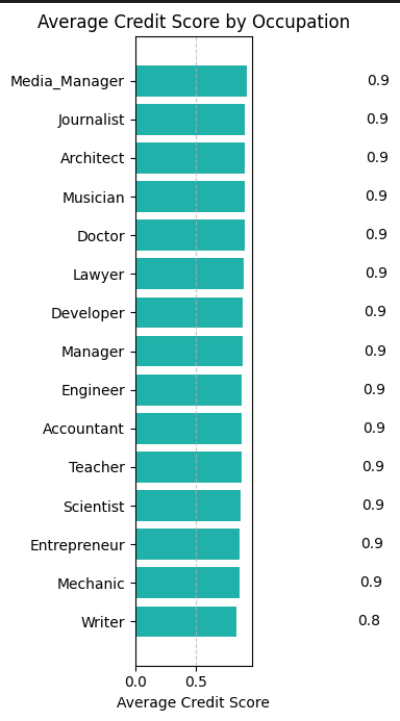 Average Credit Score by Occupation
Media_Manager 0.9
Journalist 0.9
Architect 0.9
Musician 0.9
Doctor 0.9
Lawyer 0.9
Developer 0.9
Manager 0.9
Engineer 0.9
Accountant 0.9
Teacher 0.9
Scientist 0.9
Entrepreneur 0.9
Mechanic 0.9
Writer 0.8
0.0 0.5
Average Credit Score